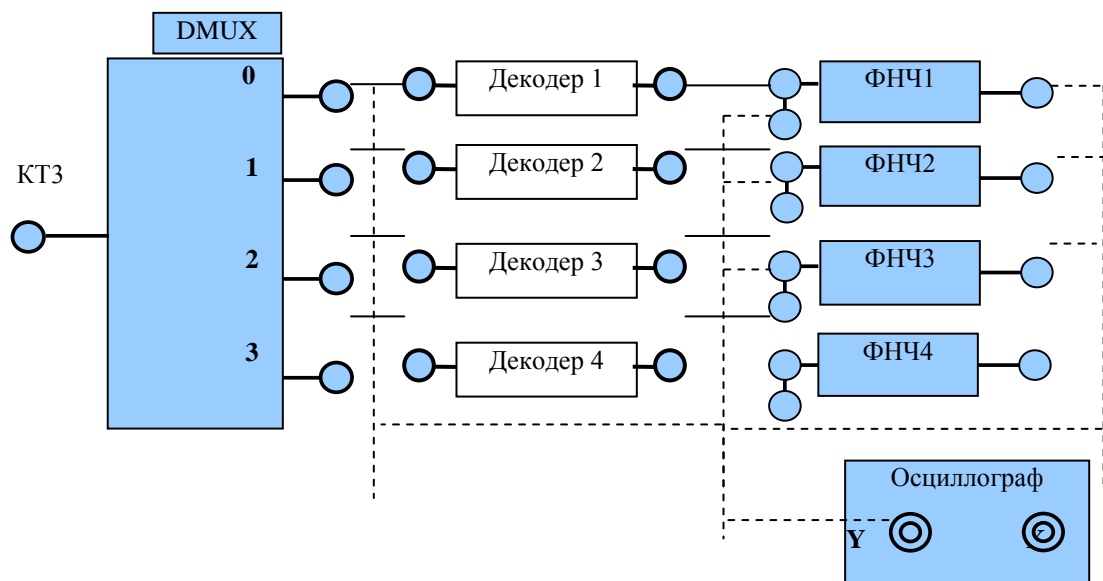 DMUX
0
Декодер 1
ФНЧ1
1
Декодер 2
ФНЧ2
КТ3
2
Декодер 3
ФНЧ3
3
Декодер 4
ФНЧ4
Осциллограф
Y